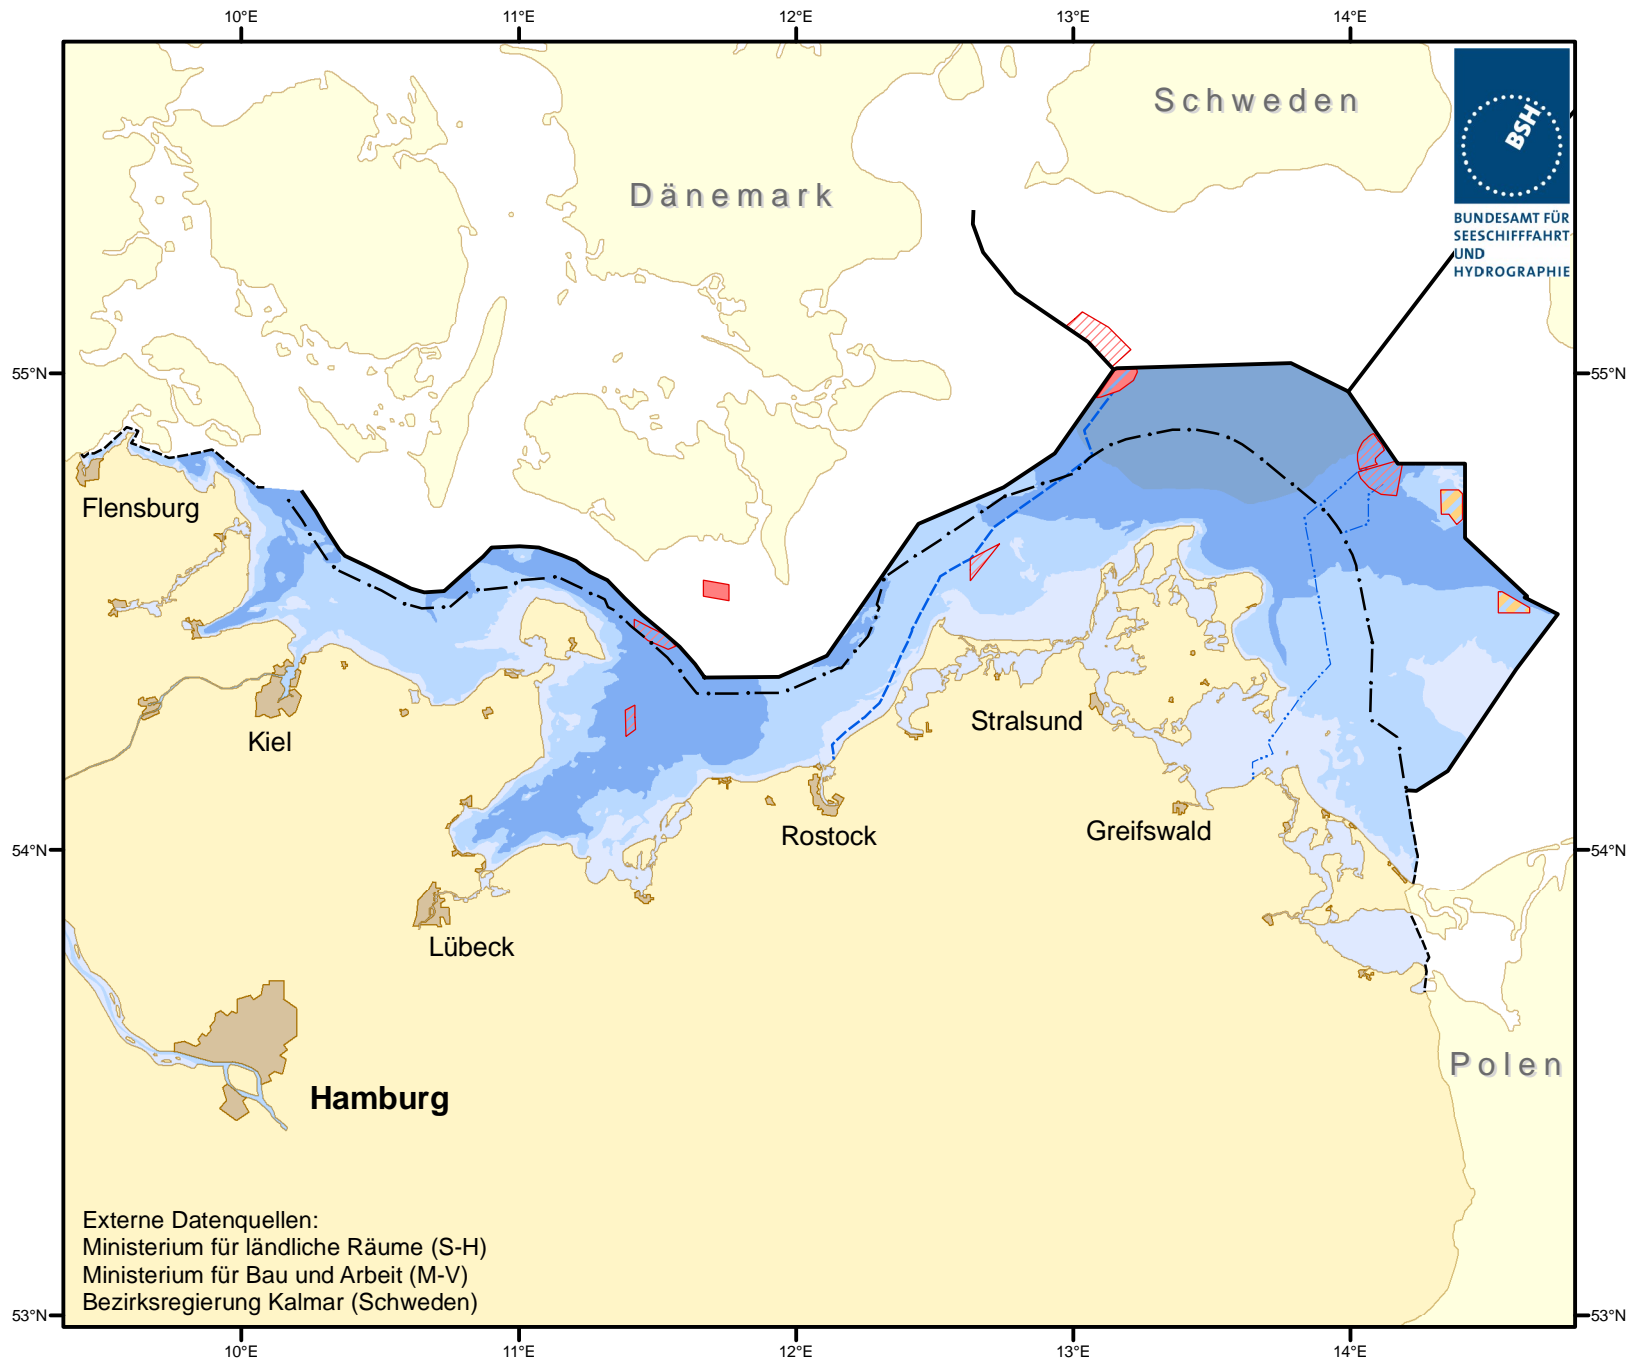 10°E
11°E
12°E
13°E
14°E
Schweden
Dänemark
BSH
BUNDESAMT FÜR
SEESCHIFFFAHRT
UND
HYDROGRAPHIE
55°N
55°N
Flensburg
Kiel
Stralsund
Rostock
Greifswald
54°N
54°N
Lübeck
Polen
Hamburg
Externe Datenquellen:
Ministerium für ländliche Räume (S-H)
Ministerium für Bau und Arbeit (M-V)
Bezirksregierung Kalmar (Schweden)
53°N
53°N
10°E
11°E
12°E
13°E
14°E